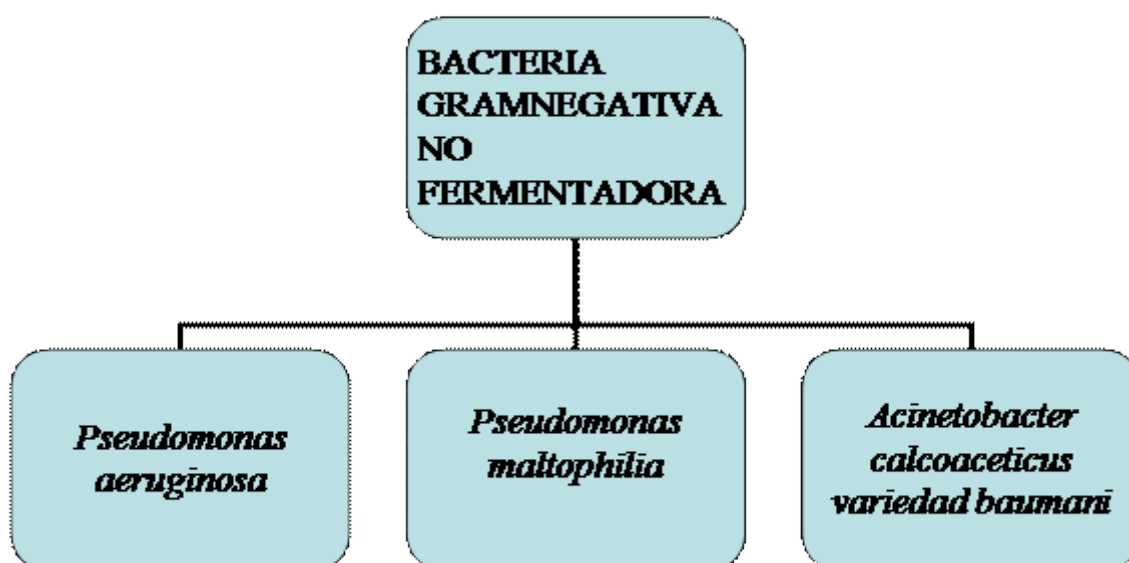 BACTERIA
GRAMNEGATIVA
NO
FERMENTADORA
Pseudomonas
aeruginosa
Pseudomonas
maltophilia
Acinetobacter
calcoaceticus
variedad baumani